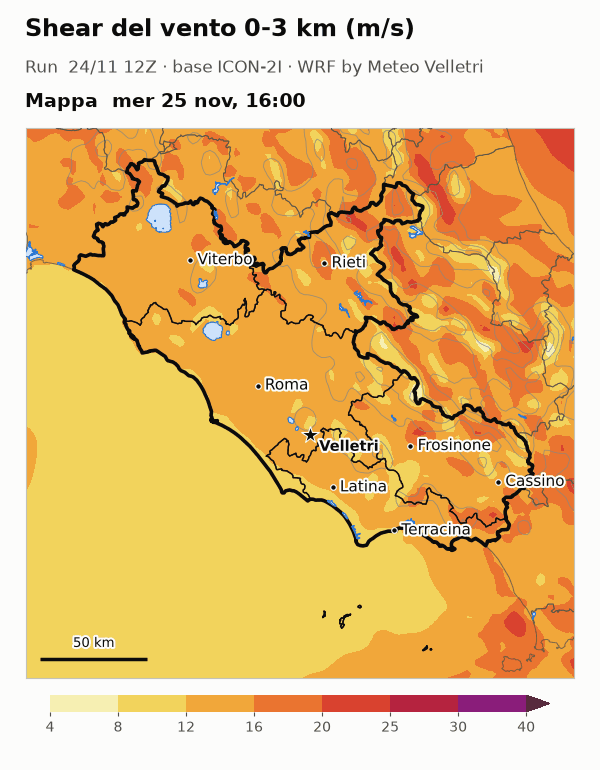 Shear del vento 0-3 km (m/s)
Run  24/11 12Z · base ICON-2I · WRF by Meteo Velletri
Mappa  mer 25 nov, 16:00
Viterbo
Rieti
Roma
Velletri
Frosinone
Cassino
Latina
Terracina
50 km
4 8 12 16 20 25 30 40